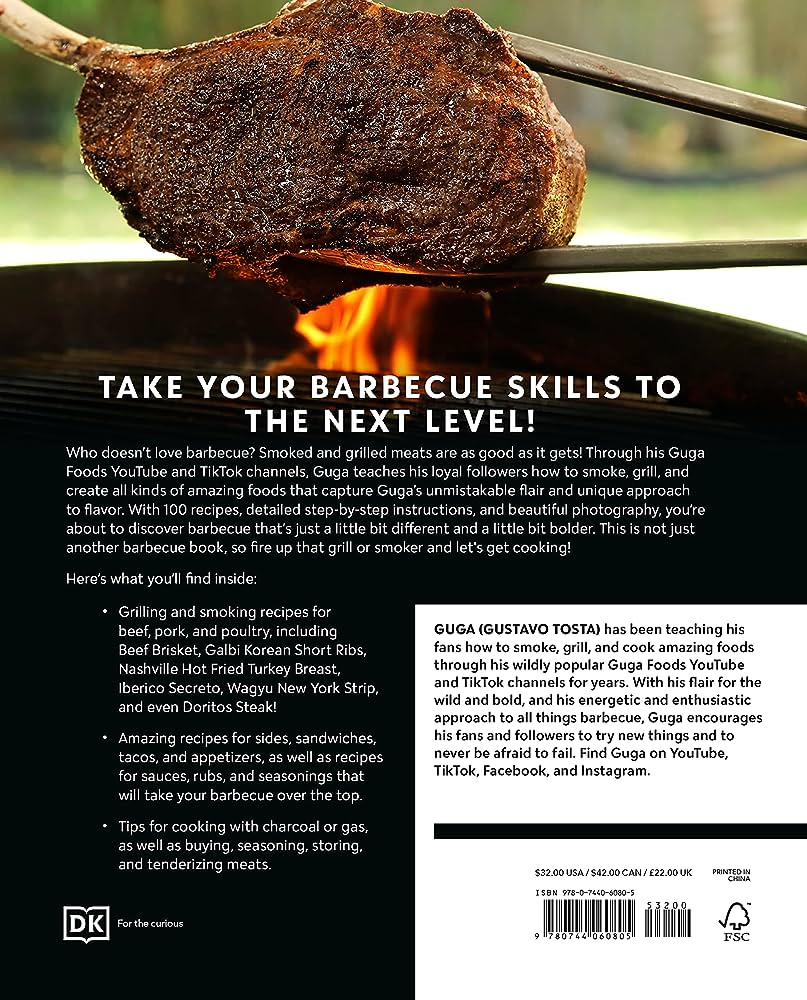 TAKE YOUR BARBECUE SKILLS TO
THE NEXT LEVEL!
Who doesn't love barbecue? Smoked and grilled meats are as good as it gets! Through his Guga
Foods YouTube and TikTok channels, Guga teaches his loyal followers how to smoke, grill, and
create all kinds of amazing foods that capture Guga's unmistakable flair and unique approach
to flavor. With 100 recipes, detailed step-by-step instructions, and beautiful photography, you're
about to discover barbecue that's just a little bit different and a little bit bolder. This is not just
another barbecue book, so fire up that grill or smoker and let's get cooking!
Here's what you'll find inside:
• Grilling and smoking recipes for
beef, pork, and poultry, including
Beef Brisket, Galbi Korean Short Ribs,
Nashville Hot Fried Turkey Breast,
Iberico Secreto, Wagyu New York Strip,
and even Doritos Steak!
• Amazing recipes for sides, sandwiches,
tacos, and appetizers, as well as recipes
for sauces, rubs, and seasonings that
will take your barbecue over the top.
• Tips for cooking with charcoal or gas,
as well as buying, seasoning, storing,
and tenderizing meats.
DK
For the curious
GUGA (GUSTAVO TOSTA) has been teaching his
fans how to smoke, grill, and cook amazing foods
through his wildly popular Guga Foods YouTube
and TikTok channels for years. With his flair for the
wild and bold, and his energetic and enthusiastic
approach to all things barbecue, Guga encourages
his fans and followers to try new things and to
never be afraid to fail. Find Guga on YouTube,
TikTok, Facebook, and Instagram.
$32.00 USA / $42.00 CAN / £22.00 UK
PRINTED IN
CHINA
ISBN 978-0-7440-6080-5
53200
9 780744 060805
FSC